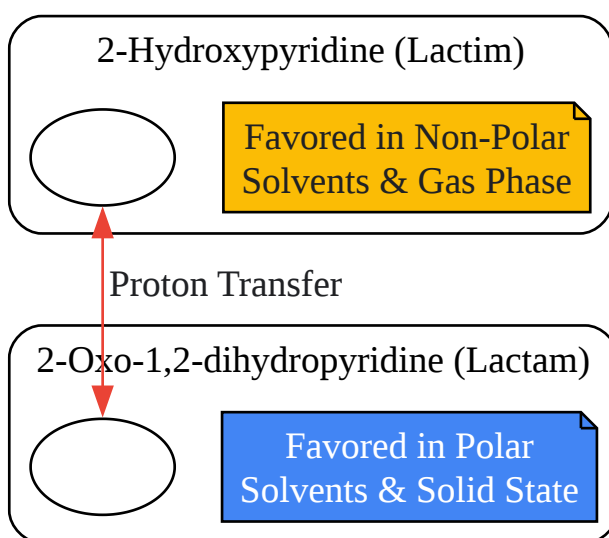 2-Hydroxypyridine (Lactim)
Favored in Non-Polar
Solvents & Gas Phase
Proton Transfer
2-Oxo-1,2-dihydropyridine (Lactam)
Favored in Polar
Solvents & Solid State